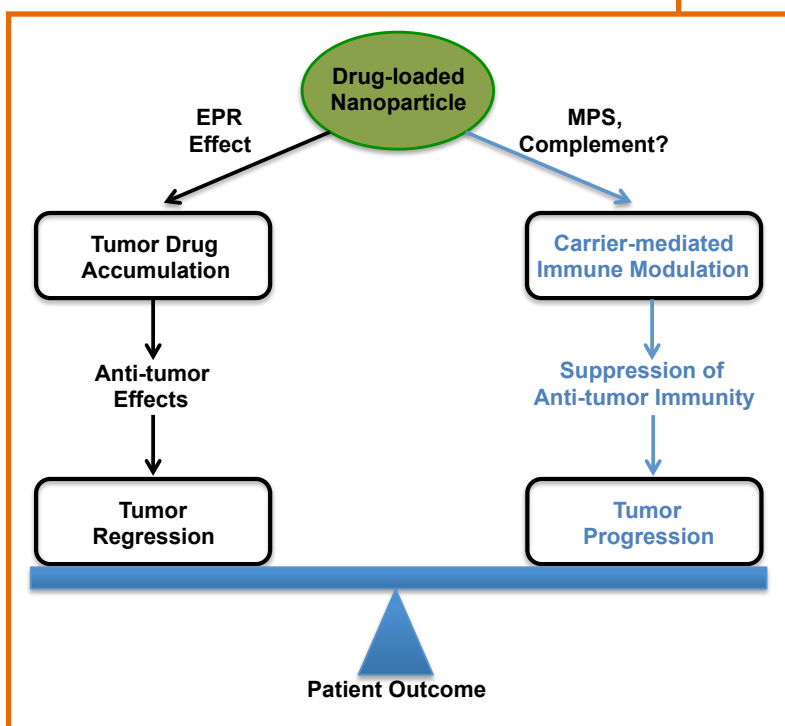 Drug-loaded
Nanoparticle
EPR
Effect
MPS,
Complement?
Tumor Drug
Accumulation
Carrier-mediated
Immune Modulation
Anti-tumor
Effects
Suppression of
Anti-tumor Immunity
Tumor
Regression
Tumor
Progression
Patient Outcome